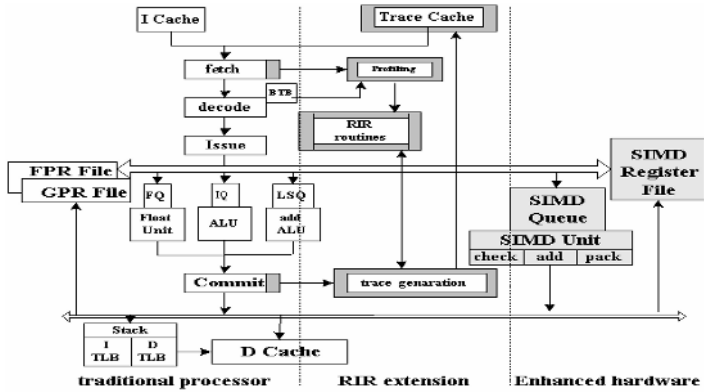 I Cache
Trace Cache
fetch
Profiling
BTB
decode
RIR
routines
Issue
FPR File
GPR File
SIMD
Register
File
FQ
IQ
LSQ
Float
Unit
ALU
add
ALU
SIMD
Queue
SIMD Unit
check add pack
Commit
trace genaration
Stack
I D
TLB TLB
D Cache
traditional processor RIR extension Enhanced hardware